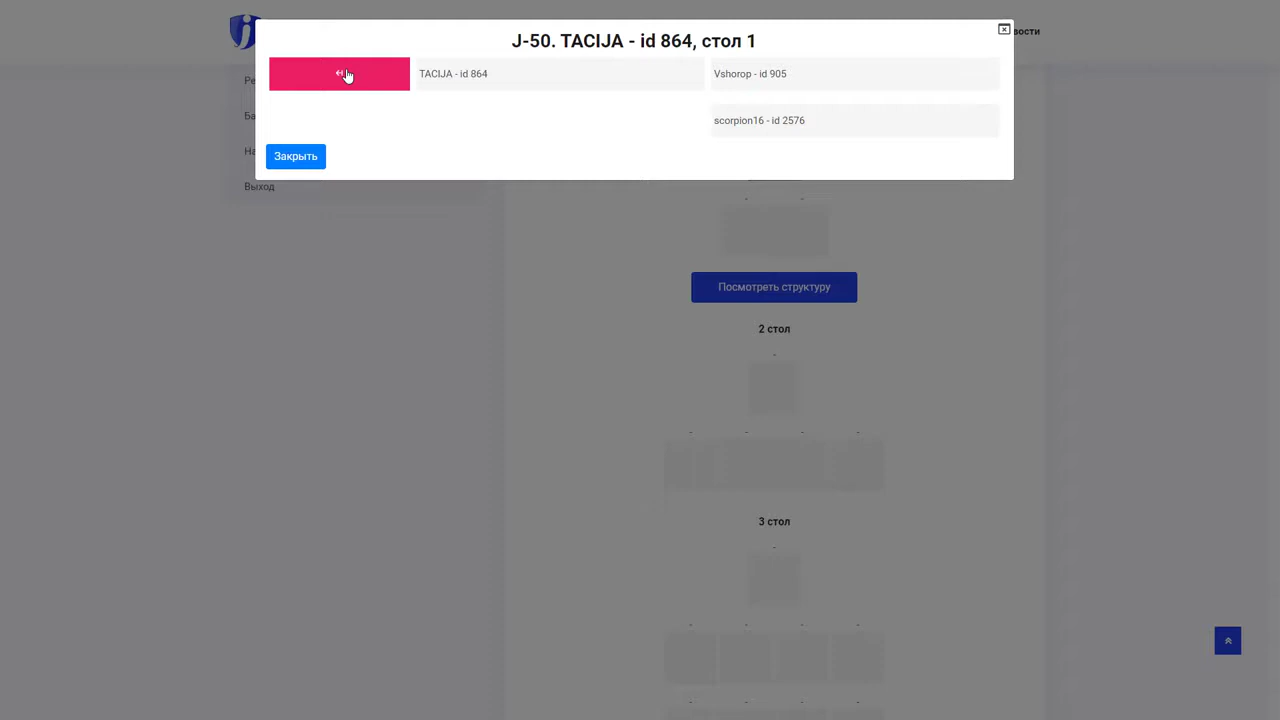 J-50. TACIJA - id 864, стол 1
TACIJA - id 864
Vshorop - id 905
scorpion16 - id 2576
Закрыть
Выход
Посмотреть структуру
2 стол
3 стол